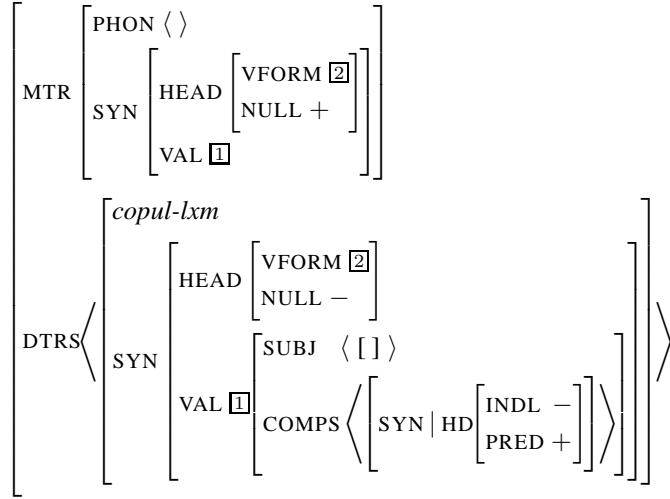 PHON ⟨ ⟩
MTR SYN HEAD VFORM 2
NULL +
VAL 1
copul-lxm
DTRS SYN HEAD VFORM 2
NULL −
VAL 1 SUBJ ⟨ [ ] ⟩
COMPS ⟨ SYN | HD INDL −
PRED + ⟩